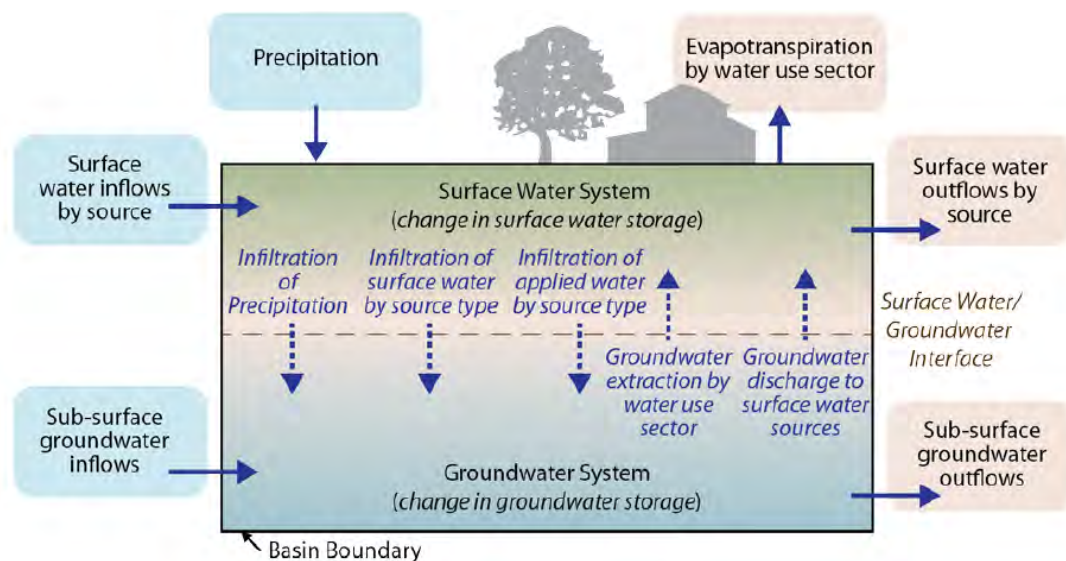 Precipitation
Evapotranspiration
by water use sector
Surface
water inflows
by source
Surface Water System
(change in surface water storage)
Surface water
outflows by
source
Infiltration
of
Precipitation
Infiltration of
surface water
by source type
Infiltration of
applied water
by source type
Surface Water/
Groundwater
Interface
Groundwater
extraction by
water use
sector
Groundwater
discharge to
surface water
sources
Sub-surface
groundwater
inflows
Groundwater System
(change in groundwater storage)
Sub-surface
groundwater
outflows
Basin Boundary